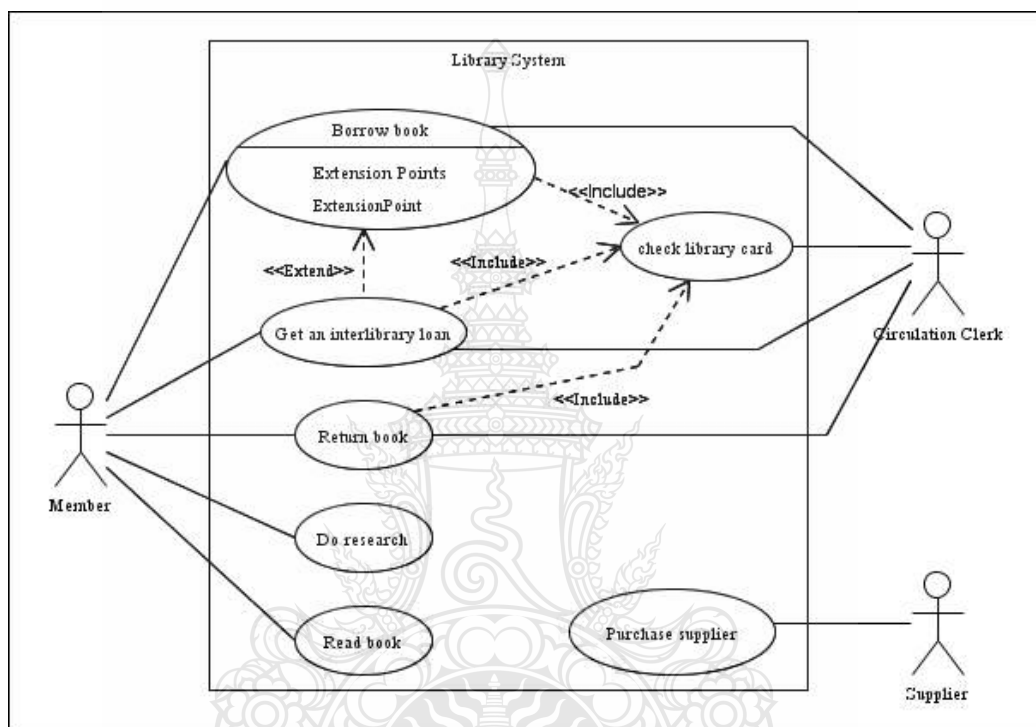 Library System
Borrow book
Extension Points
ExtensionPoint
<<Include>>
check library card
<<Extend>>
<<Include>>
Get an interlibrary loan
Circulation Clerk
<<Include>>
Return book
Member
Do research
Read book
Purchase supplier
Supplier